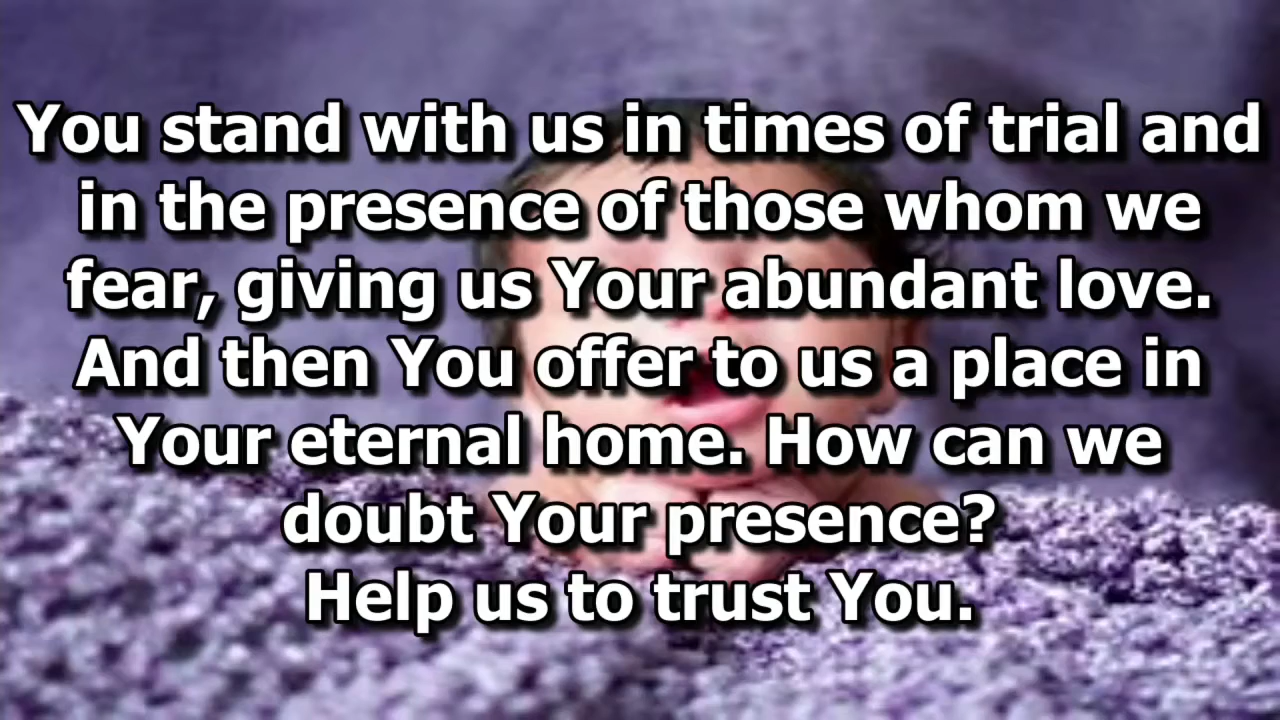 You stand with us in times of trial and
in the presence of those whom we
fear, giving us Your abundant love.
And then You offer to us a place in
Your eternal home. How can we
doubt Your presence?
Help us to trust You.